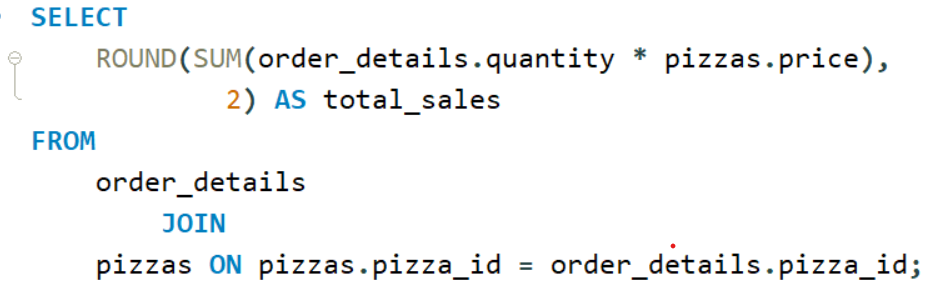 SELECT
ROUND(SUM(order_details.quantity * pizzas.price),
2) AS total_sales
FROM
order_details
JOIN
pizzas ON pizzas.pizza_id = order_details.pizza_id;